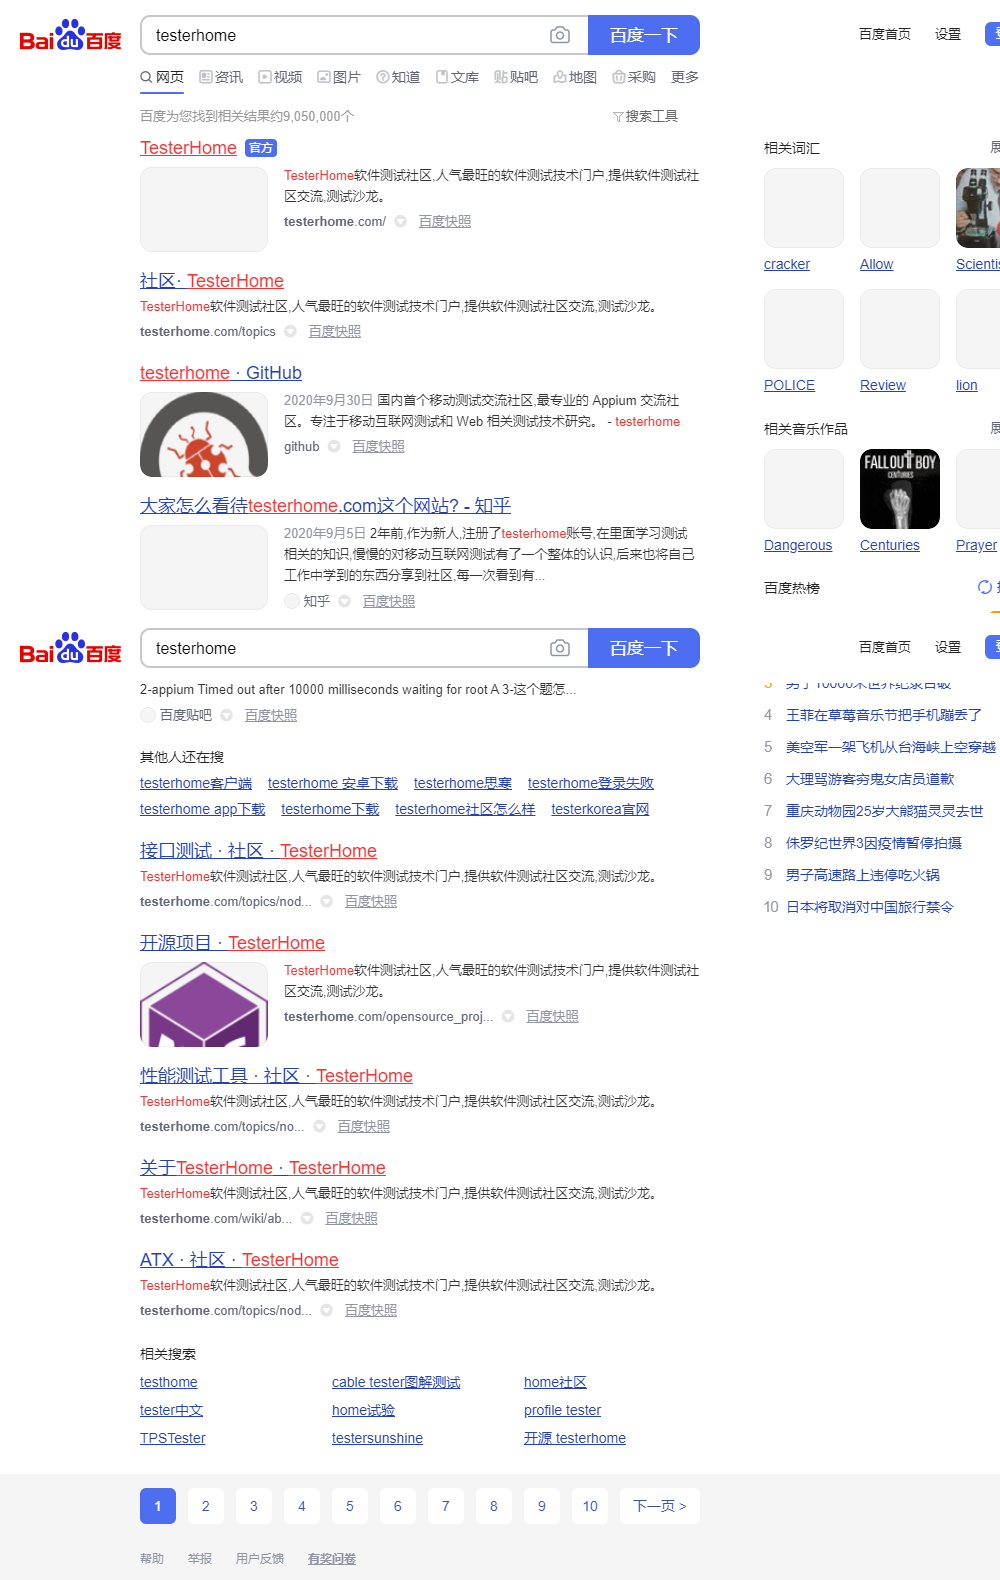 Bai du 百度
testerhome
百度一下
百度首页 设置
网页 资讯 视频 图片 知道 文库 贴吧 地图 采购 更多
百度为您找到相关结果约9,050,000个
搜索工具
TesterHome 官方
TesterHome软件测试社区,人气最旺的软件测试技术门户,提供软件测试社
区交流,测试沙龙。
testerhome.com/ 百度快照
社区· TesterHome
TesterHome软件测试社区,人气最旺的软件测试技术门户,提供软件测试社区交流,测试沙龙。
testerhome.com/topics 百度快照
testerhome · GitHub
2020年9月30日 国内首个移动测试交流社区,最专业的 Appium 交流社
区。专注于移动互联网测试和 Web 相关测试技术研究。 - testerhome
github 百度快照
大家怎么看待testerhome.com这个网站? - 知乎
2020年9月5日 2年前,作为新人,注册了testerhome账号,在里面学习测试
相关的知识,慢慢的对移动互联网测试有了一个整体的认识,后来也将自己
工作中学到的东西分享到社区,每一次看到有...
知乎 百度快照
相关词汇 展
cracker Allow Scientis
POLICE Review lion
相关音乐作品 展
FALL OUT BOY
CENTURIES
Dangerous Centuries Prayer
百度热榜
Bai du 百度
testerhome
百度一下
百度首页 设置
2-appium Timed out after 10000 milliseconds waiting for root A 3-这个题怎...
百度贴吧 百度快照
其他人还在搜
testerhome客户端 testerhome 安卓下载 testerhome思寒 testerhome登录失败
testerhome app下载 testerhome下载 testerhome社区怎么样 testerkorea官网
接口测试 · 社区 · TesterHome
TesterHome软件测试社区,人气最旺的软件测试技术门户,提供软件测试社区交流,测试沙龙。
testerhome.com/topics/nod... 百度快照
开源项目 · TesterHome
TesterHome软件测试社区,人气最旺的软件测试技术门户,提供软件测试社
区交流,测试沙龙。
testerhome.com/opensource_proj... 百度快照
性能测试工具 · 社区 · TesterHome
TesterHome软件测试社区,人气最旺的软件测试技术门户,提供软件测试社区交流,测试沙龙。
testerhome.com/topics/no... 百度快照
关于TesterHome · TesterHome
TesterHome软件测试社区,人气最旺的软件测试技术门户,提供软件测试社区交流,测试沙龙。
testerhome.com/wiki/ab... 百度快照
ATX · 社区 · TesterHome
TesterHome软件测试社区,人气最旺的软件测试技术门户,提供软件测试社区交流,测试沙龙。
testerhome.com/topics/nod... 百度快照
3 男子10000米世界纪录告破
4 王菲在草莓音乐节把手机蹦丢了
5 美空军一架飞机从台海峡上空穿越
6 大理骂游客穷鬼女店员道歉
7 重庆动物园25岁大熊猫灵灵去世
8 侏罗纪世界3因疫情暂停拍摄
9 男子高速路上违停吃火锅
10 日本将取消对中国旅行禁令
相关搜索
testhome cable tester图解测试 home社区
tester中文 home试验 profile tester
TPSTester testersunshine 开源 testerhome
1 2 3 4 5 6 7 8 9 10 下一页 >
帮助 举报 用户反馈 有奖问卷